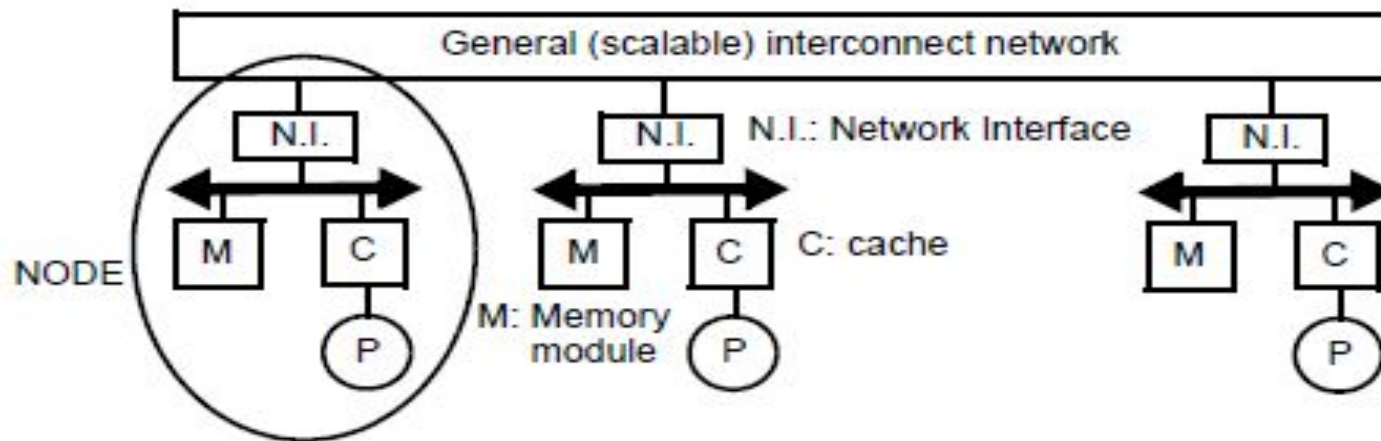 General (scalable) interconnect network
N.I.
N.I.
N.I.: Network Interface
N.I.
M
C
M
C
C: cache
M
C
NODE
M: Memory
module
P
P
P